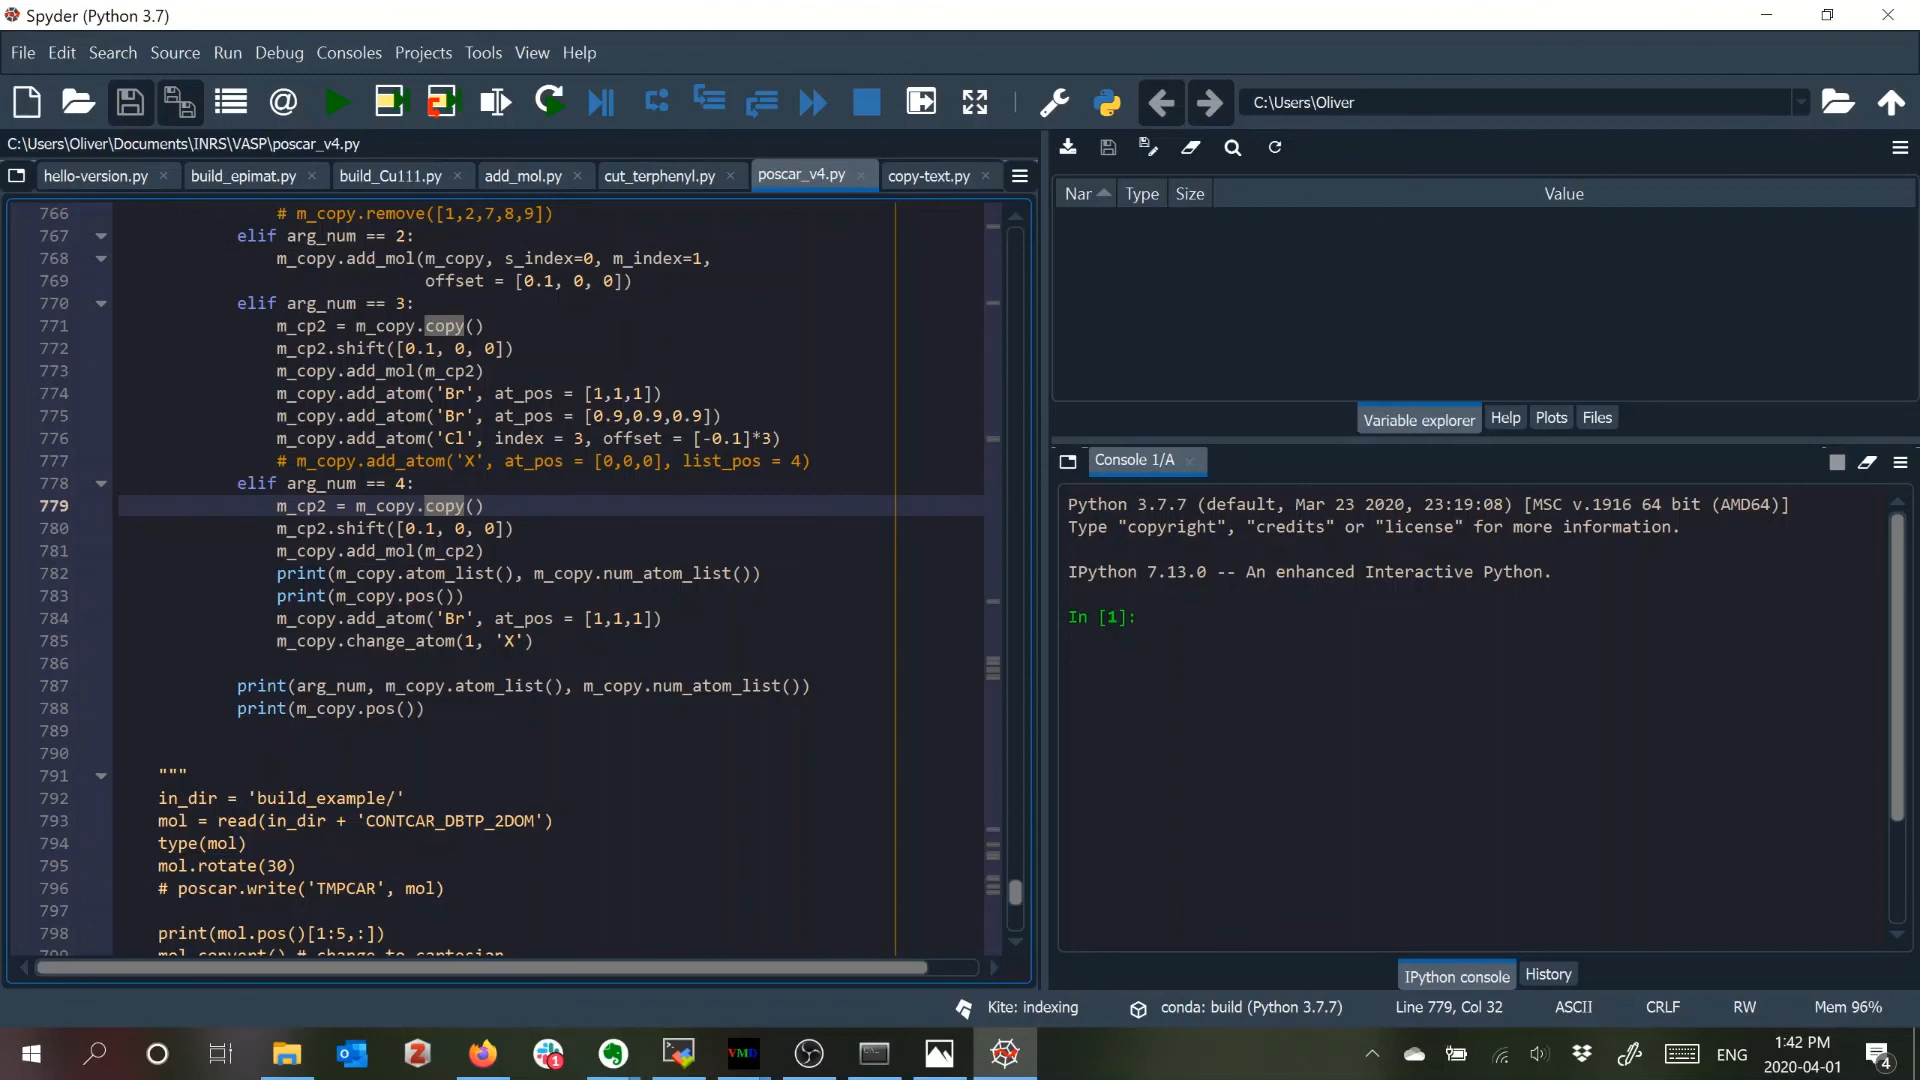 Spyder (Python 3.7)
File Edit Search Source Run Debug Consoles Projects Tools View Help
C:\Users\Oliver
C:\Users\Oliver\Documents\INRS\VASP\poscar_v4.py
hello-version.py build_epimat.py build_Cu111.py add_mol.py cut_terphenyl.py poscar_v4.py copy-text.py
766 # m_copy.remove([1,2,7,8,9])
767 elif arg_num == 2:
768 m_copy.add_mol(m_copy, s_index=0, m_index=1,
769 offset = [0.1, 0, 0])
770 elif arg_num == 3:
771 m_cp2 = m_copy.copy()
772 m_cp2.shift([0.1, 0, 0])
773 m_copy.add_mol(m_cp2)
774 m_copy.add_atom('Br', at_pos = [1,1,1])
775 m_copy.add_atom('Br', at_pos = [0.9,0.9,0.9])
776 m_copy.add_atom('Cl', index = 3, offset = [-0.1]*3)
777 # m_copy.add_atom('X', at_pos = [0,0,0], list_pos = 4)
778 elif arg_num == 4:
779 m_cp2 = m_copy.copy()
780 m_cp2.shift([0.1, 0, 0])
781 m_copy.add_mol(m_cp2)
782 print(m_copy.atom_list(), m_copy.num_atom_list())
783 print(m_copy.pos())
784 m_copy.add_atom('Br', at_pos = [1,1,1])
785 m_copy.change_atom(1, 'X')
786
787 print(arg_num, m_copy.atom_list(), m_copy.num_atom_list())
788 print(m_copy.pos())
789
790
791 """
792 in_dir = 'build_example/'
793 mol = read(in_dir + 'CONTCAR_DBTP_2DOM')
794 type(mol)
795 mol.rotate(30)
796 # poscar.write('TMPCAR', mol)
797
798 print(mol.pos()[1:5,:])
799 mol.convert() # change to cartesian
Nar Type Size Value
Variable explorer Help Plots Files
Console 1/A
Python 3.7.7 (default, Mar 23 2020, 23:19:08) [MSC v.1916 64 bit (AMD64)]
Type "copyright", "credits" or "license" for more information.
IPython 7.13.0 -- An enhanced Interactive Python.
In [1]:
IPython console History
Kite: indexing conda: build (Python 3.7.7) Line 779, Col 32 ASCII CRLF RW Mem 96%
VMD
1
ENG
1:42 PM
2020-04-01
4